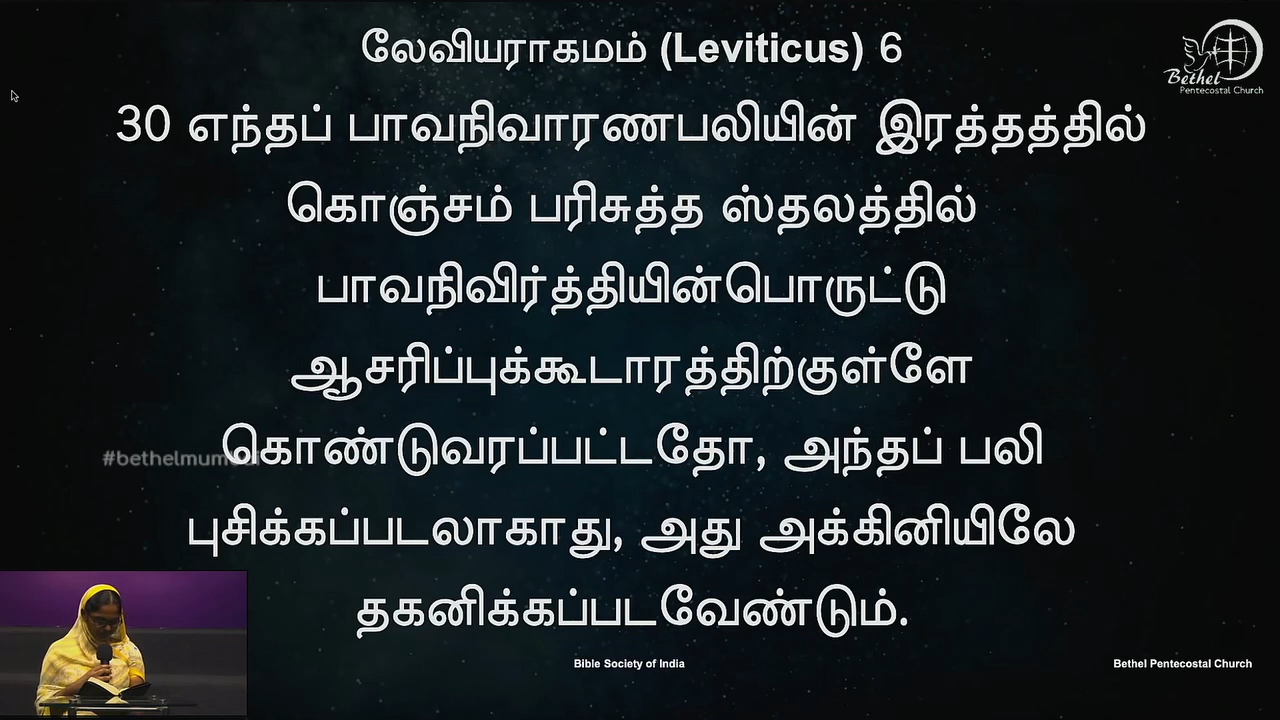 லேவியராகமம் (Leviticus) 6
Bethel
Pentecostal Church
30 எந்தப் பாவநிவாரணபலியின் இரத்தத்தில்
கொஞ்சம் பரிசுத்த ஸ்தலத்தில்
பாவநிவிர்த்தியின்பொருட்டு
ஆசரிப்புக்கூடாரத்திற்குள்ளே
கொண்டுவரப்பட்டதோ, அந்தப் பலி
புசிக்கப்படலாகாது, அது அக்கினியிலே
தகனிக்கப்படவேண்டும்.
Bible Society of India
Bethel Pentecostal Church